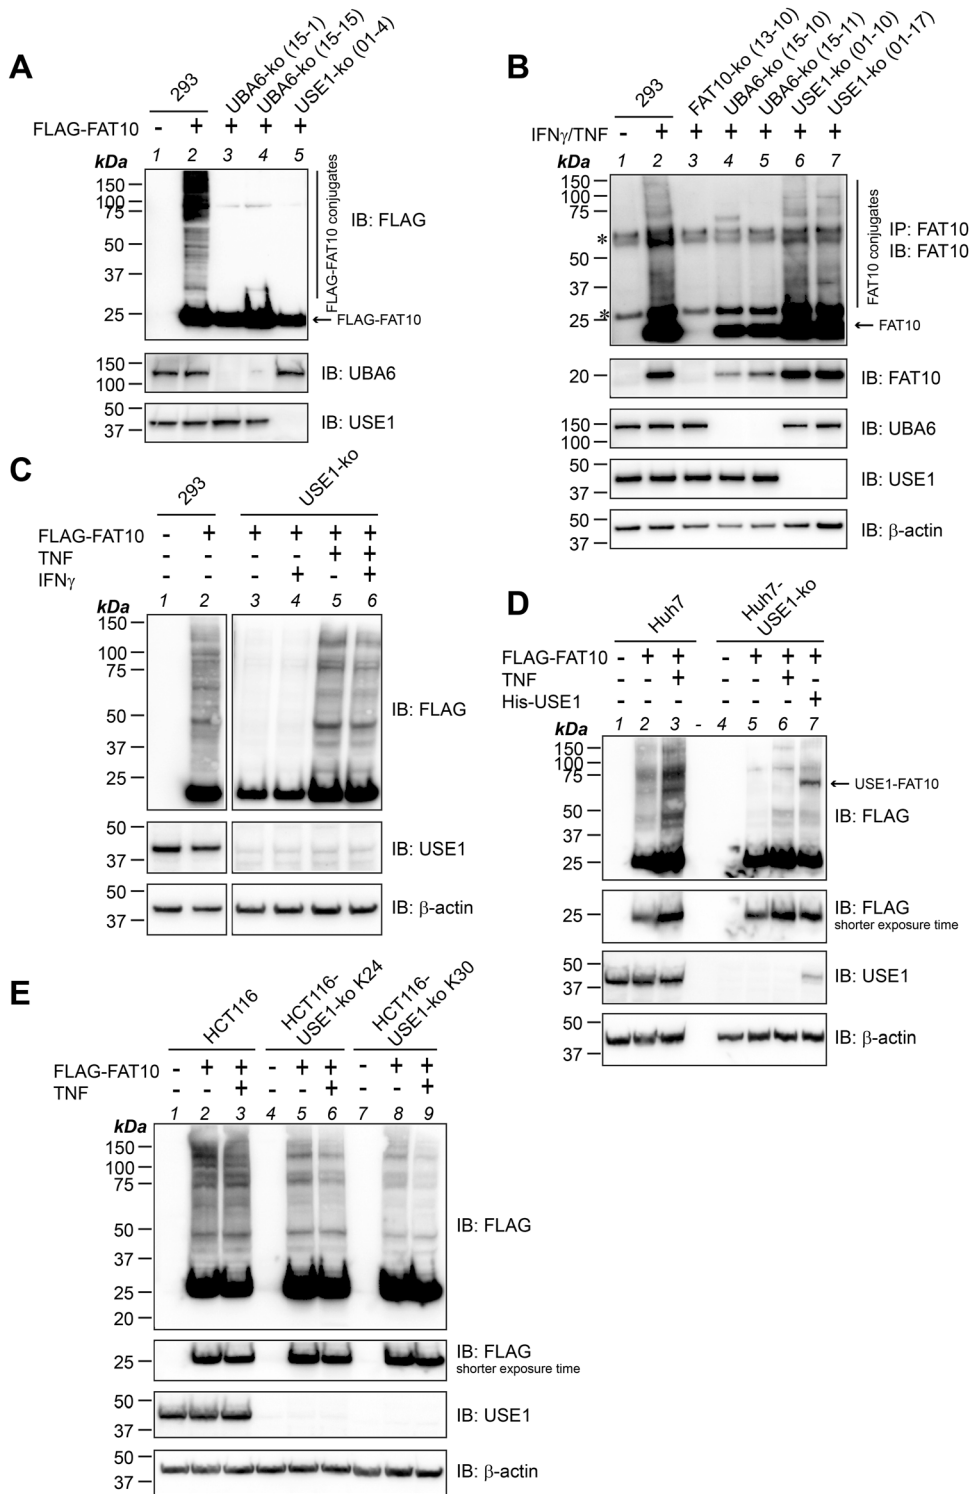 A
293
UBA6-ko (15-1)
UBA6-ko (15-15)
USE1-ko (01-4)
FLAG-FAT10 - + + + +
kDa 1 2 3 4 5
150
100
75
50
37
25
IB: FLAG
FLAG-FAT10 conjugates
← FLAG-FAT10
150
100
IB: UBA6
50
37
IB: USE1
B
293
FAT10-ko (13-10)
UBA6-ko (15-10)
UBA6-ko (15-11)
USE1-ko (01-10)
USE1-ko (01-17)
IFNγ/TNF - + + + + + +
kDa 1 2 3 4 5 6 7
150
100
75
*
50
37
*
25
FAT10 conjugates
IP: FAT10
IB: FAT10
← FAT10
20
IB: FAT10
150
100
IB: UBA6
50
37
IB: USE1
50
37
IB: β-actin
C
293
USE1-ko
FLAG-FAT10 - + + + + +
TNF - - - - + +
IFNγ - - - + - +
1 2 3 4 5 6
kDa
150
100
75
50
37
25
IB: FLAG
50
37
IB: USE1
50
37
IB: β-actin
D
Huh7
Huh7-
USE1-ko
FLAG-FAT10 - + + - + + +
TNF - - + - - + -
His-USE1 - - - - - - +
1 2 3 - 4 5 6 7
kDa
150
100
75
50
37
25
← USE1-FAT10
IB: FLAG
25
IB: FLAG
shorter exposure time
50
37
IB: USE1
50
37
IB: β-actin
E
HCT116
HCT116-
USE1-ko K24
HCT116-
USE1-ko K30
FLAG-FAT10 - + + - + + - + +
TNF - - + - - + - - +
1 2 3 4 5 6 7 8 9
kDa
150
100
75
50
37
25
20
IB: FLAG
25
IB: FLAG
shorter exposure time
50
37
IB: USE1
50
37
IB: β-actin